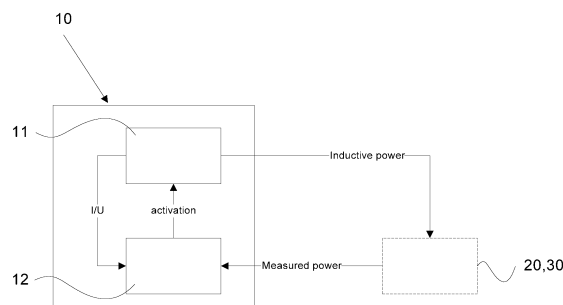 10
11
Inductive power
I/U
activation
Measured power
12
20,30